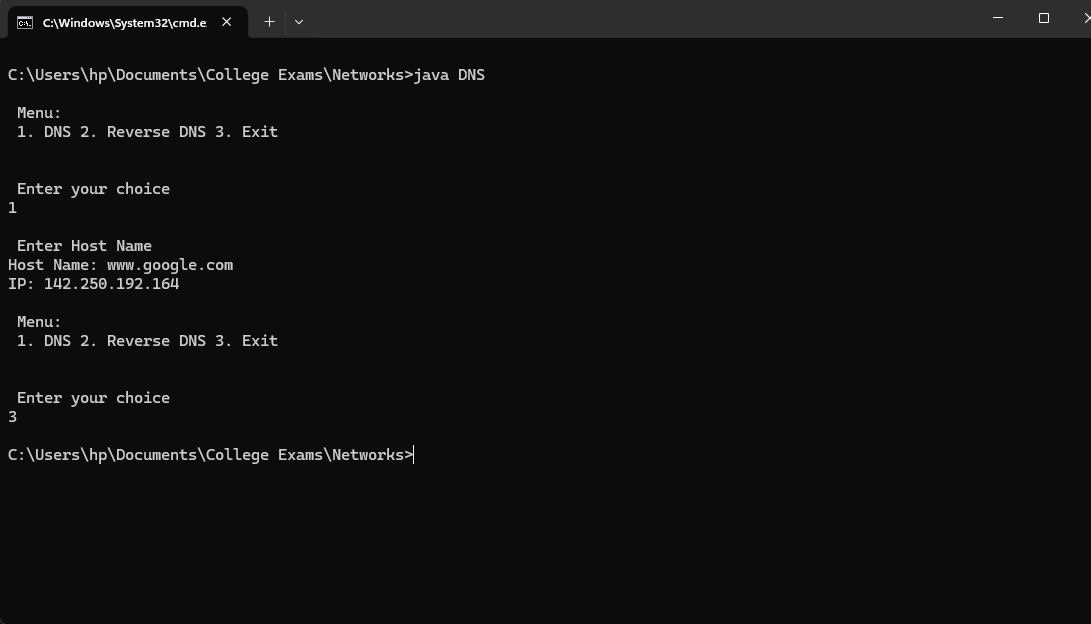 C:\Windows\System32\cmd.e
C:\Users\hp\Documents\College Exams\Networks>java DNS
Menu:
1. DNS 2. Reverse DNS 3. Exit
Enter your choice
1
Enter Host Name
Host Name: www.google.com
IP: 142.250.192.164
Menu:
1. DNS 2. Reverse DNS 3. Exit
Enter your choice
3
C:\Users\hp\Documents\College Exams\Networks>